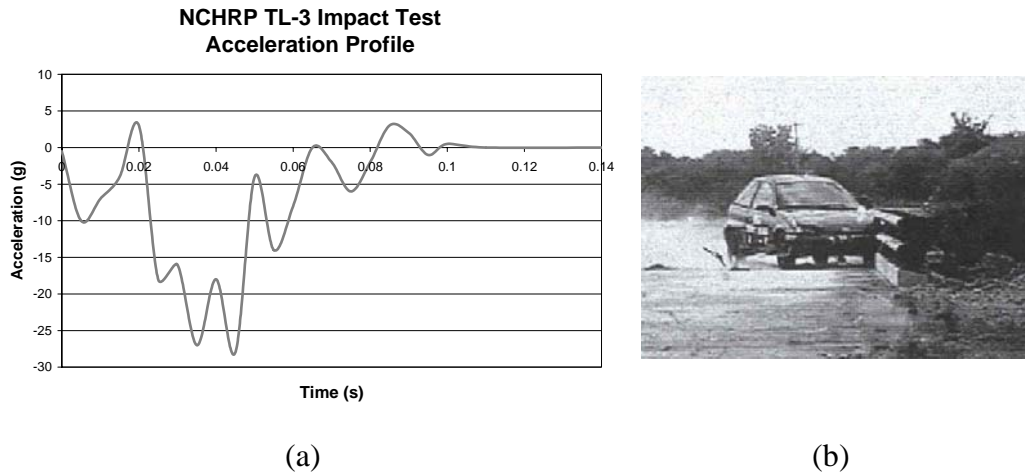 NCHRP TL-3 Impact Test
Acceleration Profile
10
5
0
-5
-10
-15
-20
-25
-30
0 0.02 0.04 0.06 0.08 0.1 0.12 0.14
Acceleration (g)
Time (s)
(a)
(b)